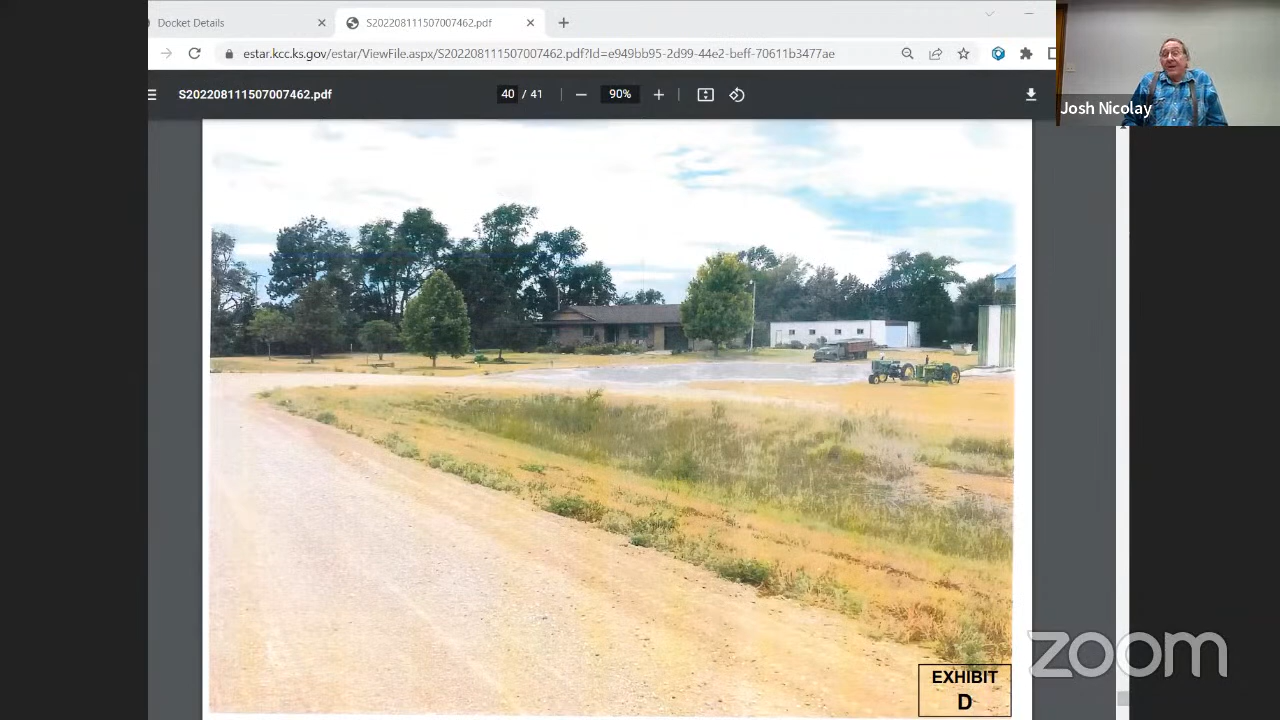 Docket Details
S202208111507007462.pdf
estar.kcc.ks.gov/estar/ViewFile.aspx/S202208111507007462.pdf?Id=e949bb95-2d99-44e2-beff-70611b3477ae
S202208111507007462.pdf
40 / 41
90%
Josh Nicolay
EXHIBIT
D
zoom